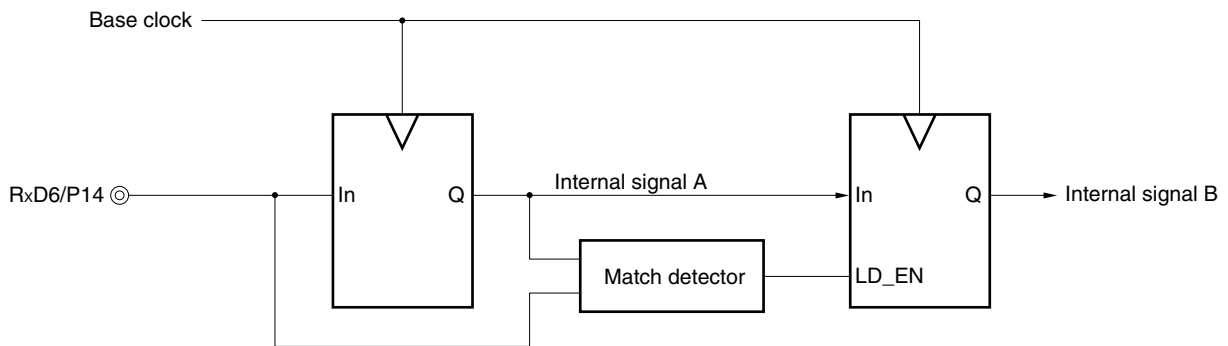 Base clock
RxD6/P14
In
Q
Internal signal A
In
Q
Internal signal B
Match detector
LD_EN